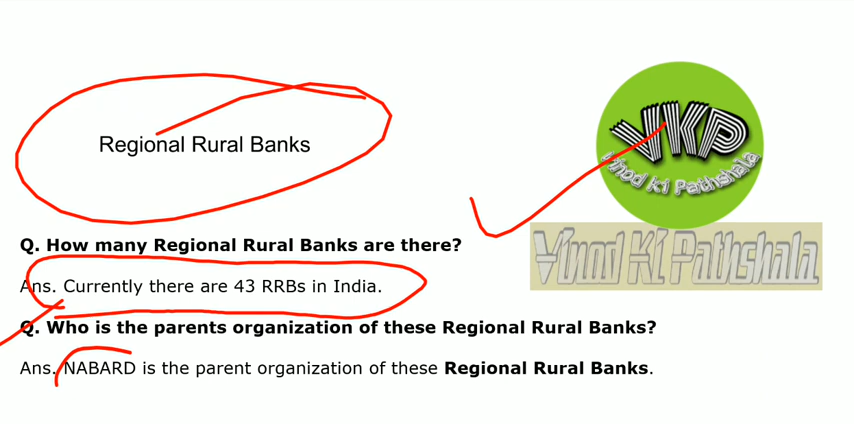 Regional Rural Banks
VKP
Vinod ki Pathshala
Vinod Ki Pathshala
Q. How many Regional Rural Banks are there?
Ans. Currently there are 43 RRBs in India.
Q. Who is the parents organization of these Regional Rural Banks?
Ans. NABARD is the parent organization of these Regional Rural Banks.